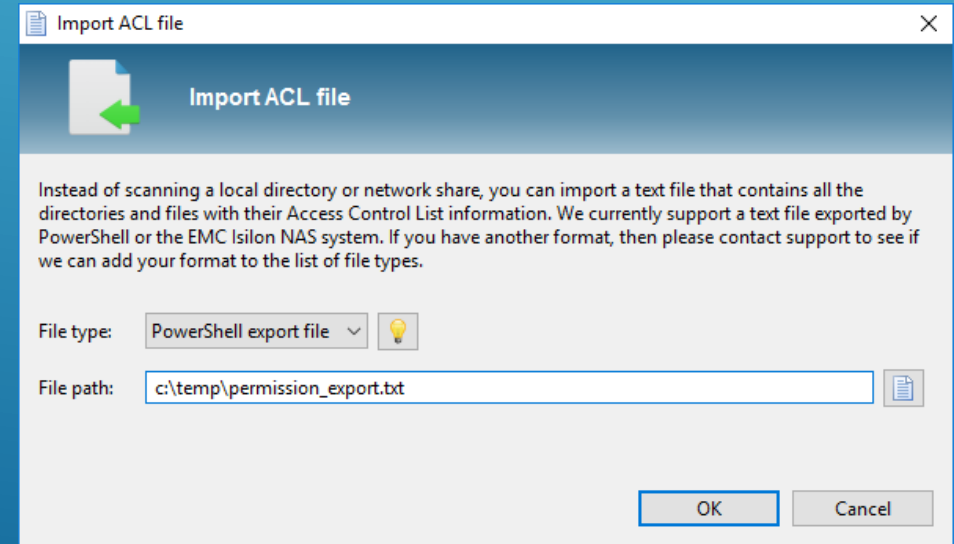 Import ACL file
Import ACL file
Instead of scanning a local directory or network share, you can import a text file that contains all the
directories and files with their Access Control List information. We currently support a text file exported by
PowerShell or the EMC Isilon NAS system. If you have another format, then please contact support to see if
we can add your format to the list of file types.
File type: PowerShell export file
File path: c:\temp\permission_export.txt
OK Cancel